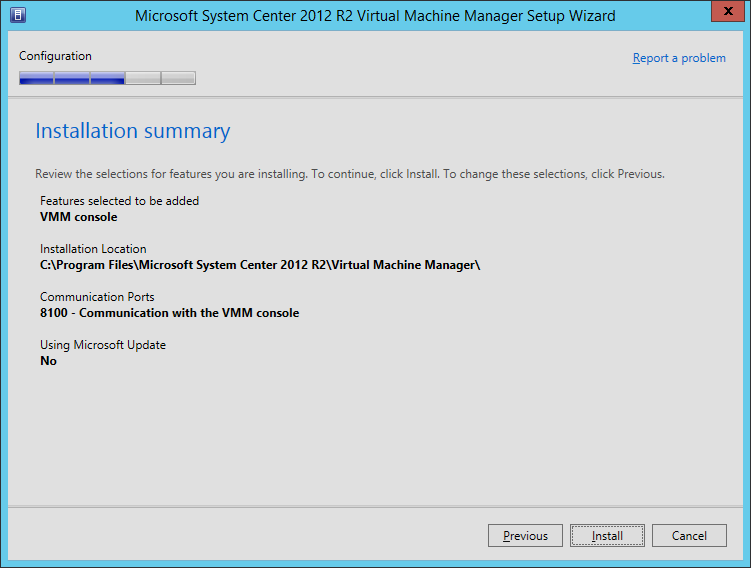 Microsoft System Center 2012 R2 Virtual Machine Manager Setup Wizard
x
Configuration
Report a problem
Installation summary
Review the selections for features you are installing. To continue, click Install. To change these selections, click Previous.
Features selected to be added
VMM console
Installation Location
C:\Program Files\Microsoft System Center 2012 R2\Virtual Machine Manager\
Communication Ports
8100 - Communication with the VMM console
Using Microsoft Update
No
Previous
Install
Cancel